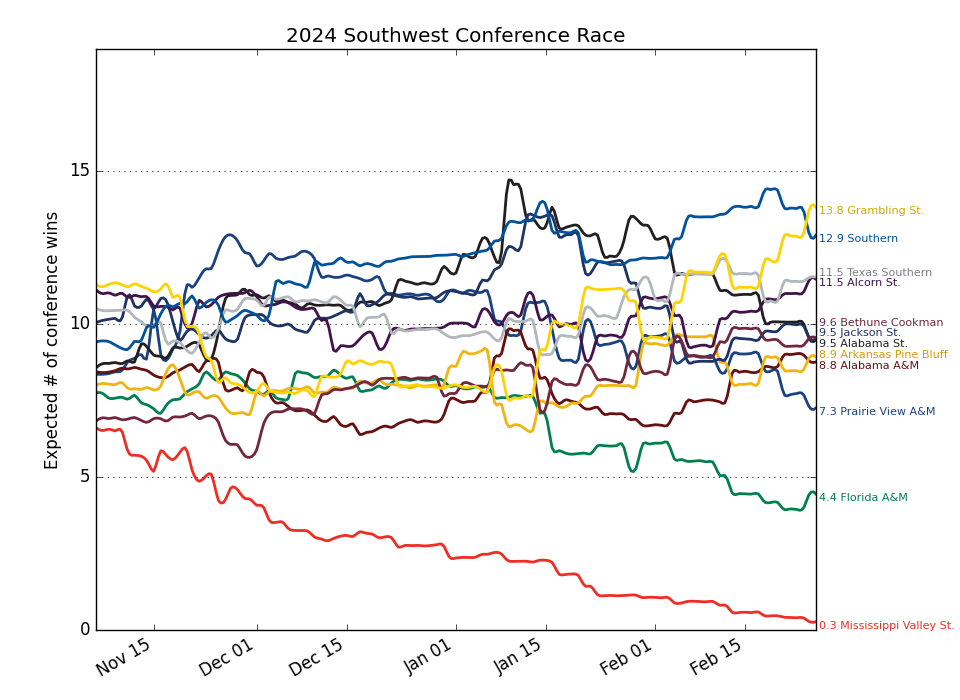 2024 Southwest Conference Race
Expected # of conference wins
15
10
5
0
13.8 Grambling St.
12.9 Southern
11.5 Texas Southern
11.5 Alcorn St.
9.6 Bethune Cookman
9.5 Jackson St.
9.5 Alabama St.
8.9 Arkansas Pine Bluff
8.8 Alabama A&M
7.3 Prairie View A&M
4.4 Florida A&M
0.3 Mississippi Valley St.
Nov 15
Dec 01
Dec 15
Jan 01
Jan 15
Feb 01
Feb 15